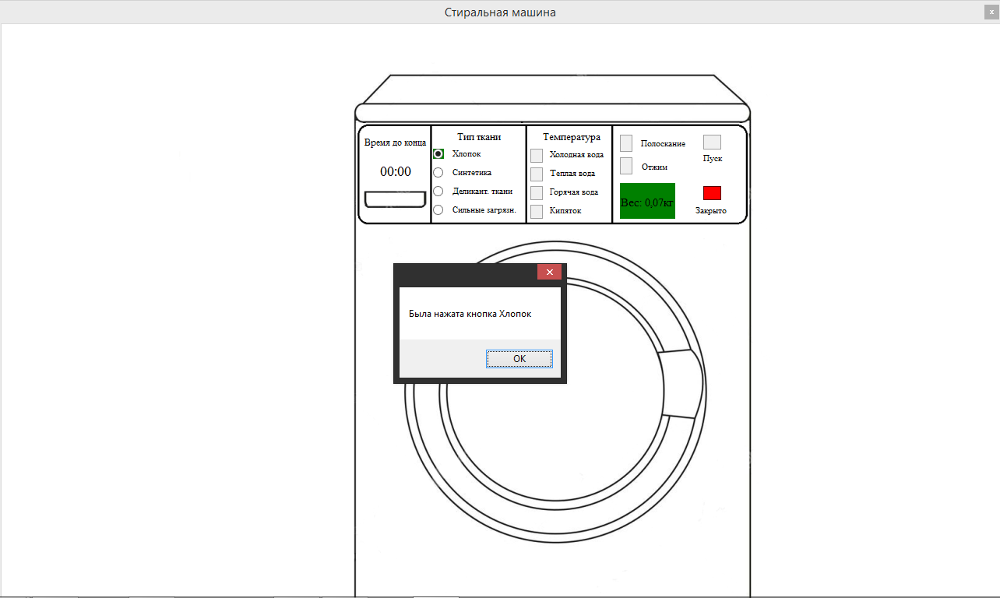 Стиральная машина
Время до конца
00:00
Тип ткани
Хлопок
Синтетика
Деликант. ткани
Сильные загрязн.
Температура
Холодная вода
Теплая вода
Горячая вода
Кипяток
Полоскание
Отжим
Вес: 0,07кг
Пуск
Закрыто
Была нажата кнопка Хлопок
OK